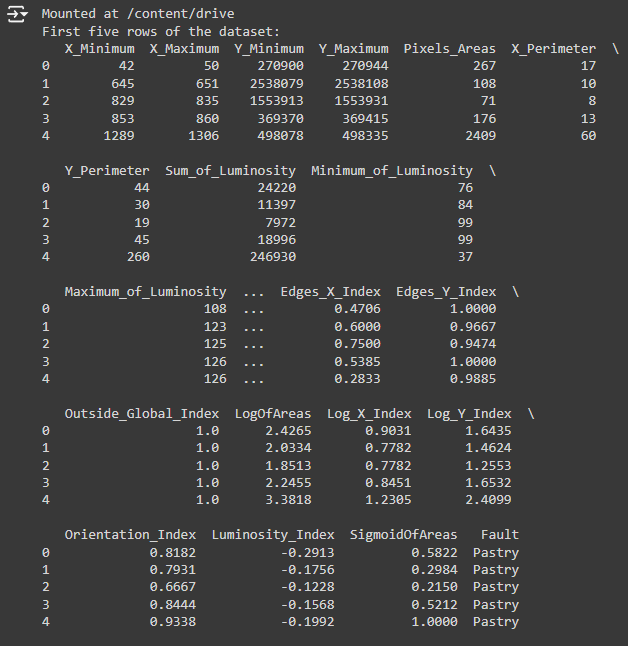 Mounted at /content/drive
First five rows of the dataset:
   X_Minimum  X_Maximum  Y_Minimum  Y_Maximum  Pixels_Areas  X_Perimeter  \
0         42         50     270900     270944           267           17
1        645        651    2538079    2538108           108           10
2        829        835    1553913    1553931            71            8
3        853        860     369370     369415           176           13
4       1289       1306     498078     498335          2409           60

   Y_Perimeter  Sum_of_Luminosity  Minimum_of_Luminosity  \
0           44              24220                     76
1           30              11397                     84
2           19               7972                     99
3           45              18996                     99
4          260             246930                     37

   Maximum_of_Luminosity  ...  Edges_X_Index  Edges_Y_Index  \
0                    108  ...         0.4706         1.0000
1                    123  ...         0.6000         0.9667
2                    125  ...         0.7500         0.9474
3                    126  ...         0.5385         1.0000
4                    126  ...         0.2833         0.9885

   Outside_Global_Index  LogOfAreas  Log_X_Index  Log_Y_Index  \
0                   1.0      2.4265       0.9031       1.6435
1                   1.0      2.0334       0.7782       1.4624
2                   1.0      1.8513       0.7782       1.2553
3                   1.0      2.2455       0.8451       1.6532
4                   1.0      3.3818       1.2305       2.4099

   Orientation_Index  Luminosity_Index  SigmoidOfAreas   Fault
0             0.8182           -0.2913          0.5822  Pastry
1             0.7931           -0.1756          0.2984  Pastry
2             0.6667           -0.1228          0.2150  Pastry
3             0.8444           -0.1568          0.5212  Pastry
4             0.9338           -0.1992          1.0000  Pastry